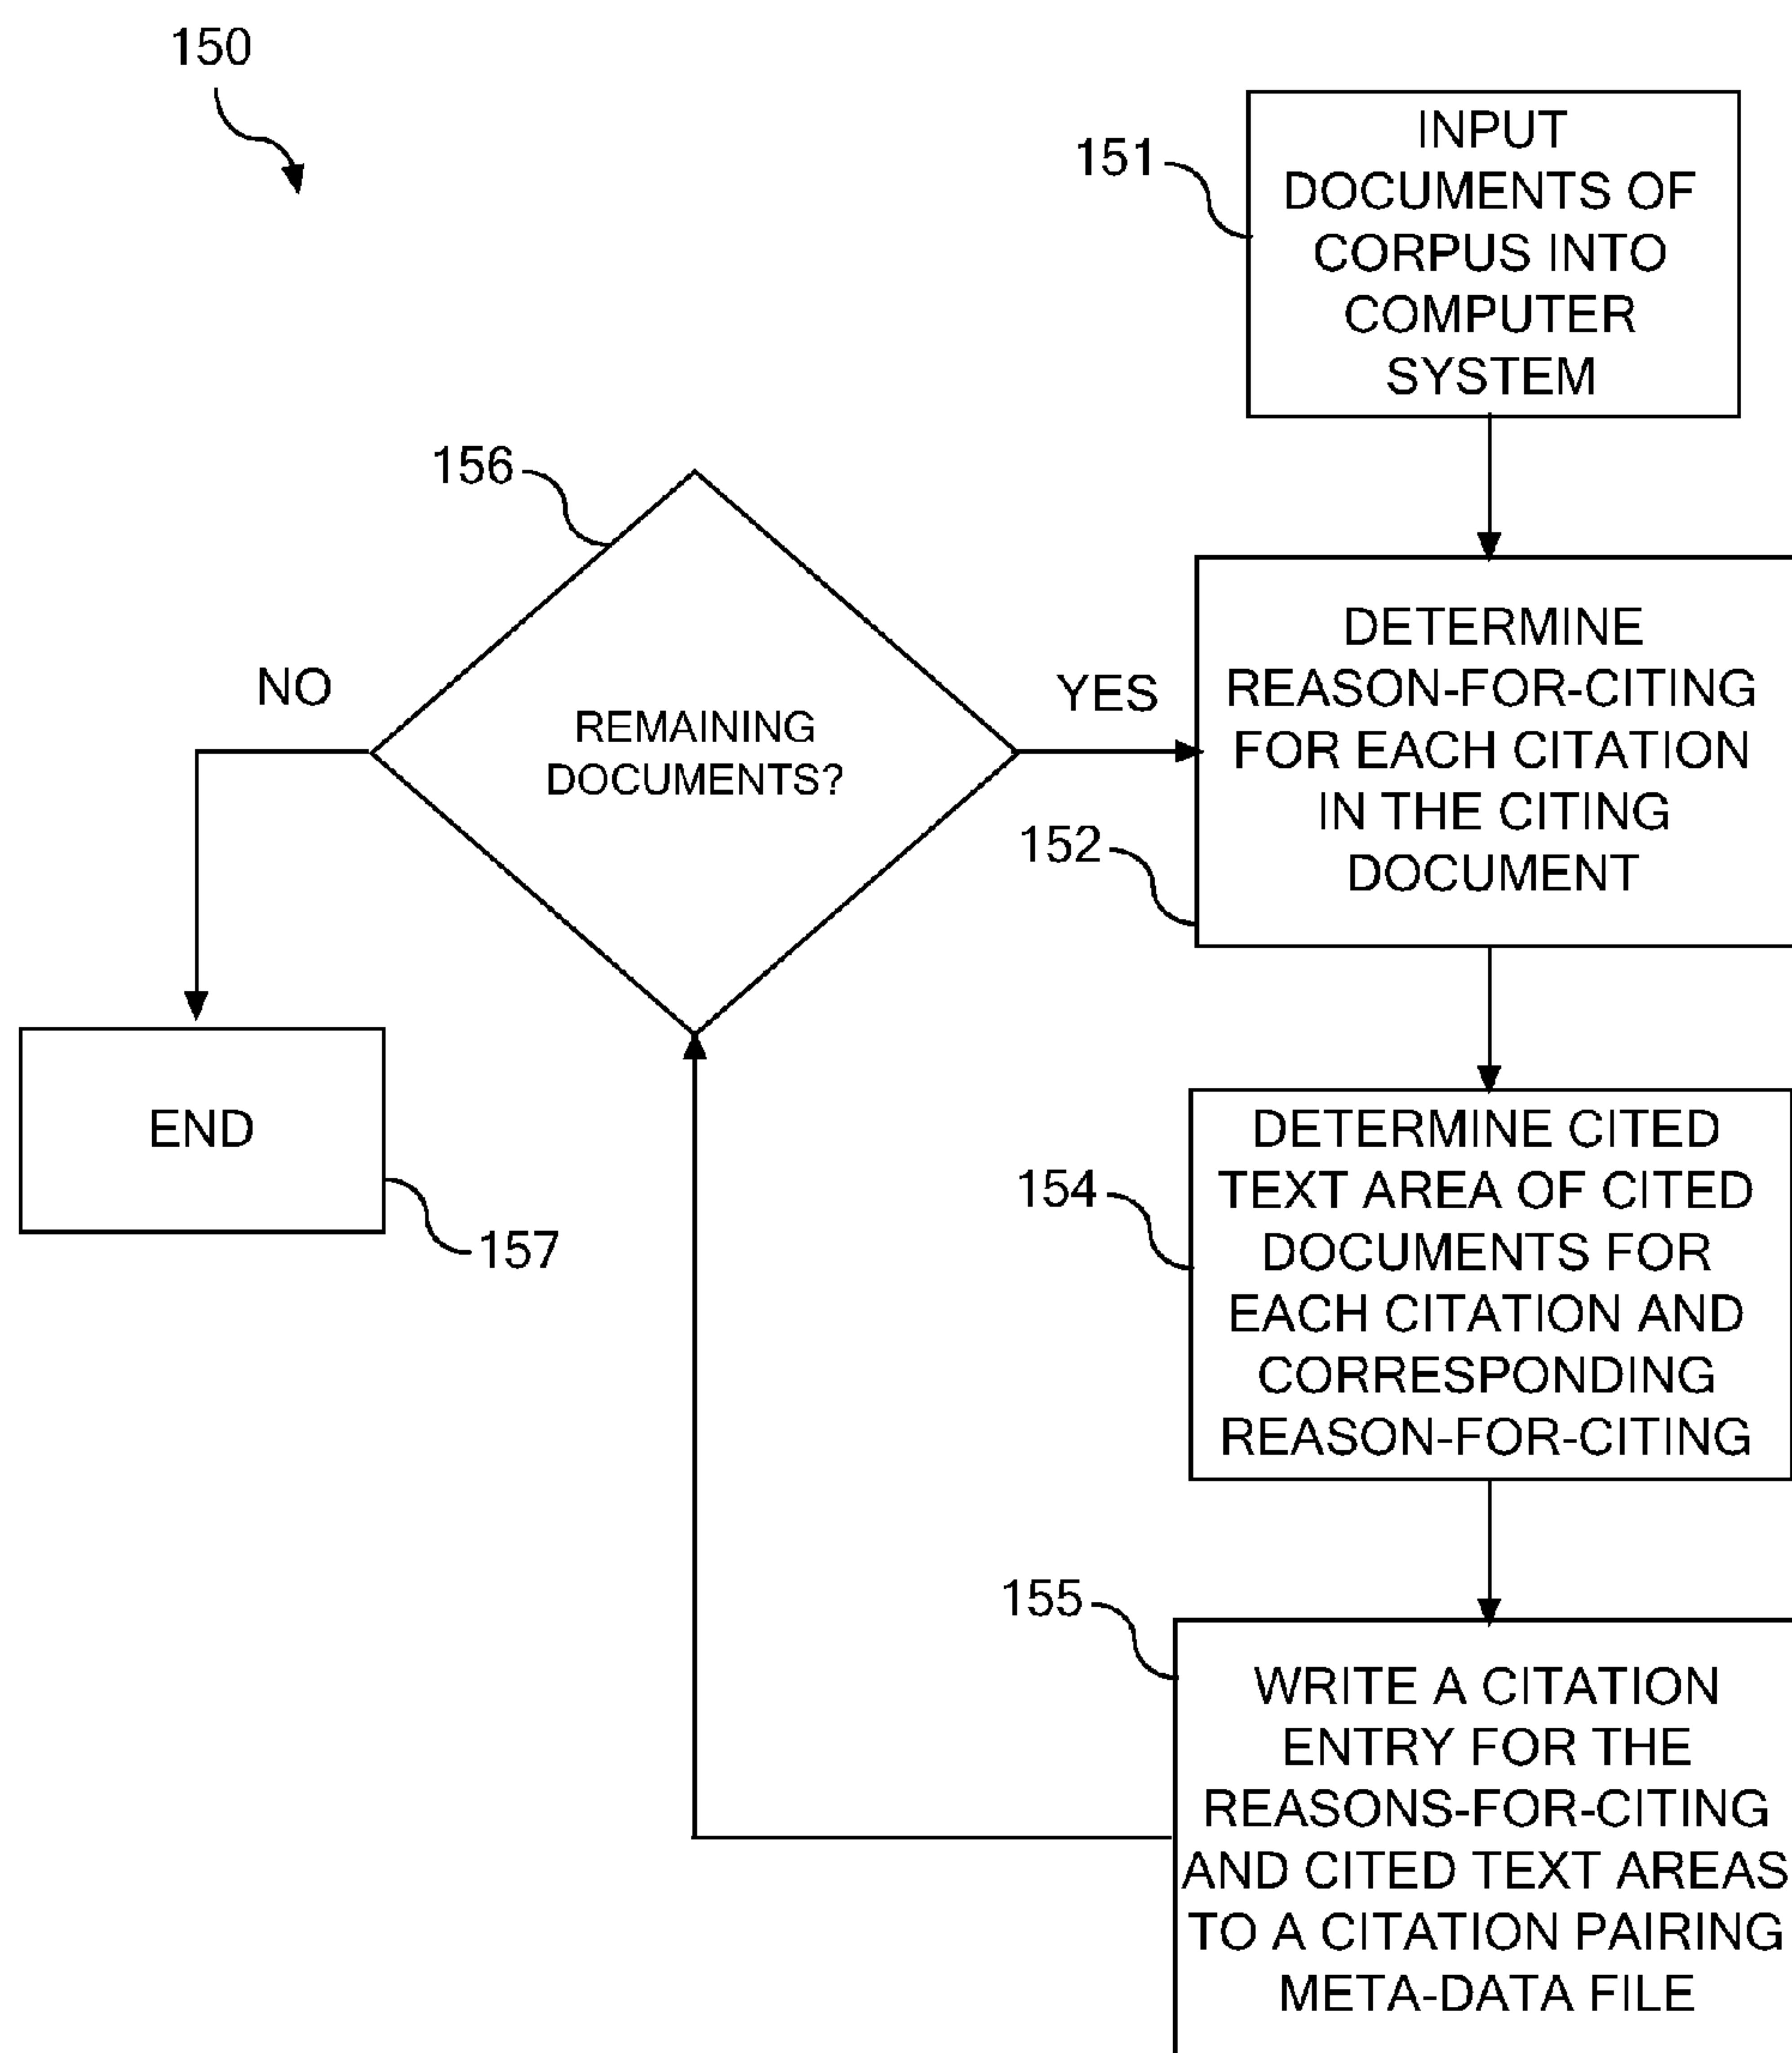 150
151
INPUT
DOCUMENTS OF
CORPUS INTO
COMPUTER
SYSTEM
156
REMAINING
DOCUMENTS?
NO
YES
152
DETERMINE
REASON-FOR-CITING
FOR EACH CITATION
IN THE CITING
DOCUMENT
END
157
154
DETERMINE CITED
TEXT AREA OF CITED
DOCUMENTS FOR
EACH CITATION AND
CORRESPONDING
REASON-FOR-CITING
155
WRITE A CITATION
ENTRY FOR THE
REASONS-FOR-CITING
AND CITED TEXT AREAS
TO A CITATION PAIRING
META-DATA FILE